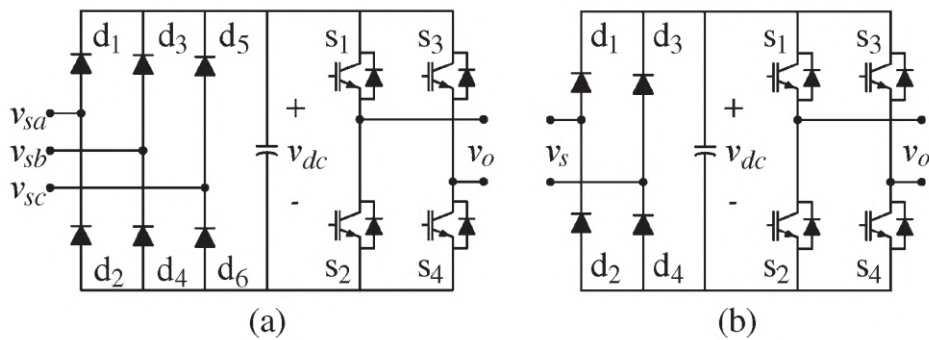 d1 d3 d5 s1 s3
vsa
vsb
vsc
+
vdc
-
vo
d2 d4 d6 s2 s4
(a)
d1 d3 s1 s3
vs
+
vdc
-
vo
d2 d4 s2 s4
(b)